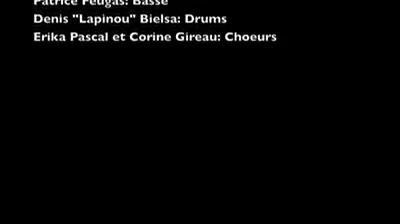 Patrice Feugas: Basse
Denis "Lapinou" Bielsa: Drums
Erika Pascal et Corine Gireau: Choeurs